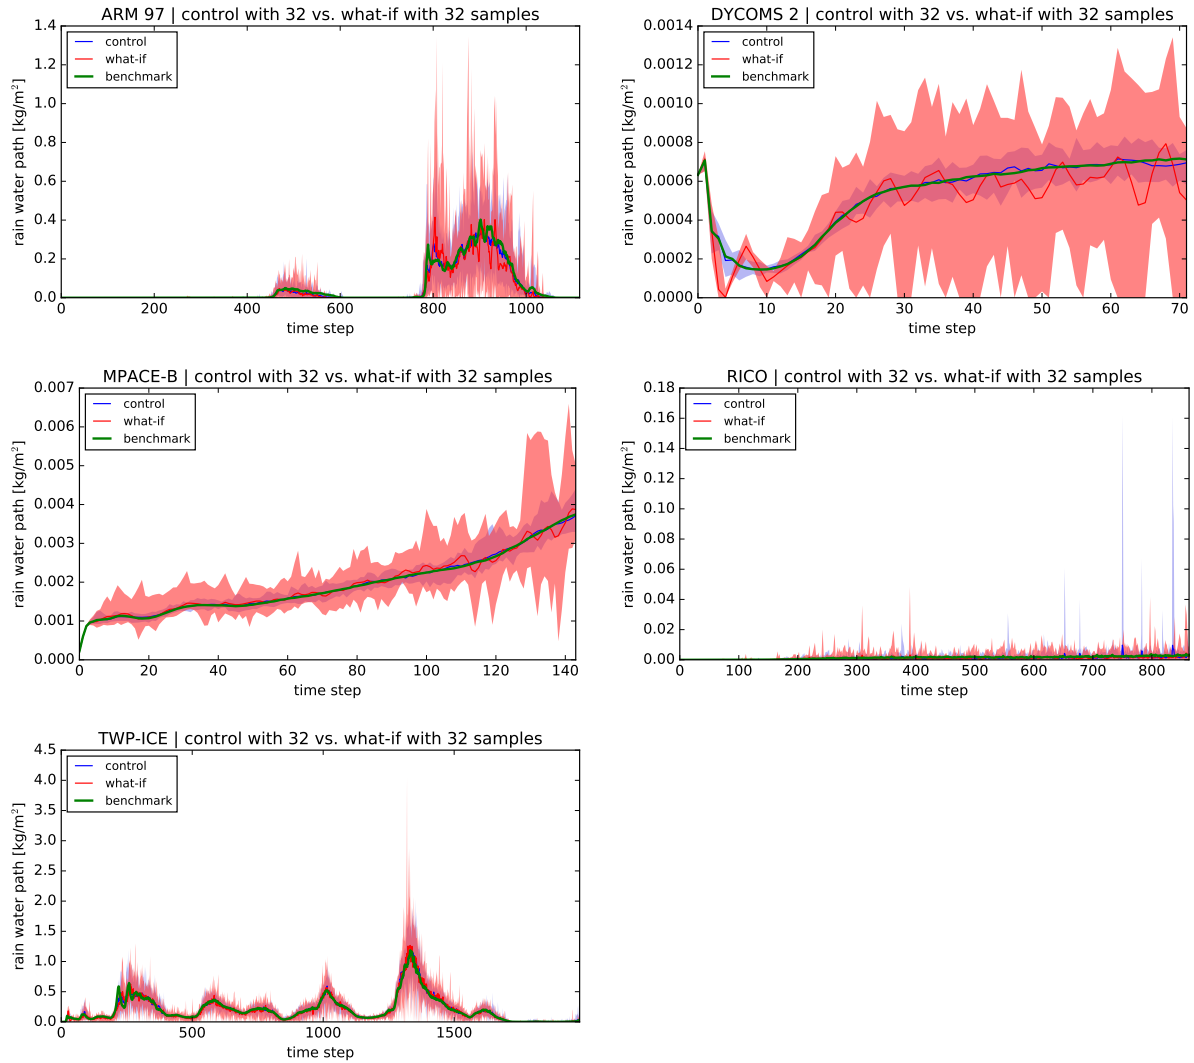 ARM 97 | control with 32 vs. what-if with 32 samples
1.4
1.2
1.0
0.8
0.6
0.4
0.2
0.0
rain water path [kg/m²]
control
what-if
benchmark
0 200 400 600 800 1000
time step
DYCOMS 2 | control with 32 vs. what-if with 32 samples
0.0014
0.0012
0.0010
0.0008
0.0006
0.0004
0.0002
0.0000
rain water path [kg/m²]
control
what-if
benchmark
0 10 20 30 40 50 60 70
time step
MPACE-B | control with 32 vs. what-if with 32 samples
0.007
0.006
0.005
0.004
0.003
0.002
0.001
0.000
rain water path [kg/m²]
control
what-if
benchmark
0 20 40 60 80 100 120 140
time step
RICO | control with 32 vs. what-if with 32 samples
0.18
0.16
0.14
0.12
0.10
0.08
0.06
0.04
0.02
0.00
rain water path [kg/m²]
control
what-if
benchmark
0 100 200 300 400 500 600 700 800
time step
TWP-ICE | control with 32 vs. what-if with 32 samples
4.5
4.0
3.5
3.0
2.5
2.0
1.5
1.0
0.5
0.0
rain water path [kg/m²]
control
what-if
benchmark
0 500 1000 1500
time step